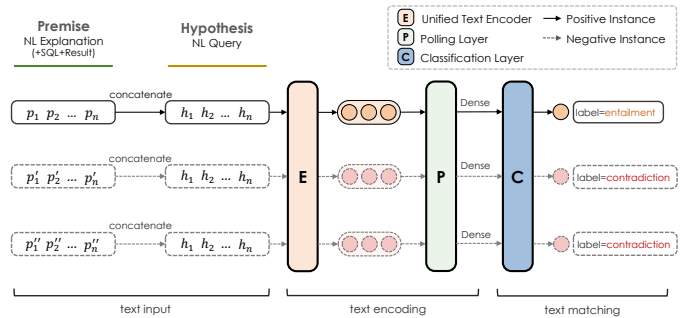 Premise
NL Explanation
(+SQL+Result)
Hypothesis
NL Query
E Unified Text Encoder
P Polling Layer
C Classification Layer
Positive Instance
Negative Instance
concatenate
p₁ p₂ ... pₙ
h₁ h₂ ... hₙ
Dense
label=entailment
concatenate
p′₁ p′₂ ... p′ₙ
h₁ h₂ ... hₙ
Dense
label=contradiction
E
P
C
concatenate
p′′₁ p′′₂ ... p′′ₙ
h₁ h₂ ... hₙ
Dense
label=contradiction
text input
text encoding
text matching